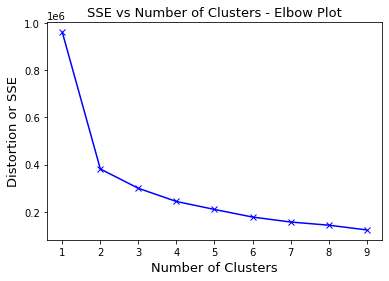 SSE vs Number of Clusters - Elbow Plot
1e6
1.0
0.8
0.6
0.4
0.2
Distortion or SSE
1 2 3 4 5 6 7 8 9
Number of Clusters